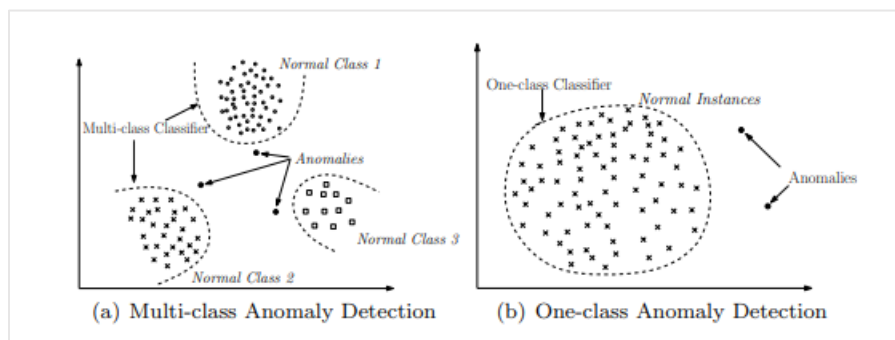 Normal Class 1
Multi-class Classifier
Anomalies
Normal Class 3
Normal Class 2
(a) Multi-class Anomaly Detection
One-class Classifier
Normal Instances
Anomalies
(b) One-class Anomaly Detection